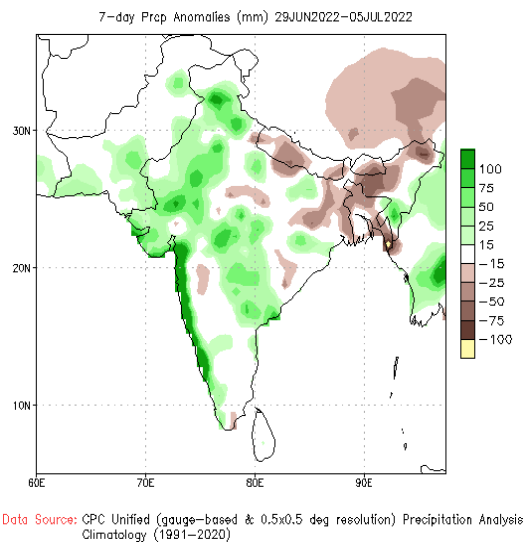 7-day Prcp Anomalies (mm) 29JUN2022-05JUL2022
30N
20N
10N
60E 70E 80E 90E
100
75
50
25
15
-15
-25
-50
-75
-100
Data Source: CPC Unified (gauge-based & 0.5x0.5 deg resolution) Precipitation Analysis
Climatology (1991-2020)